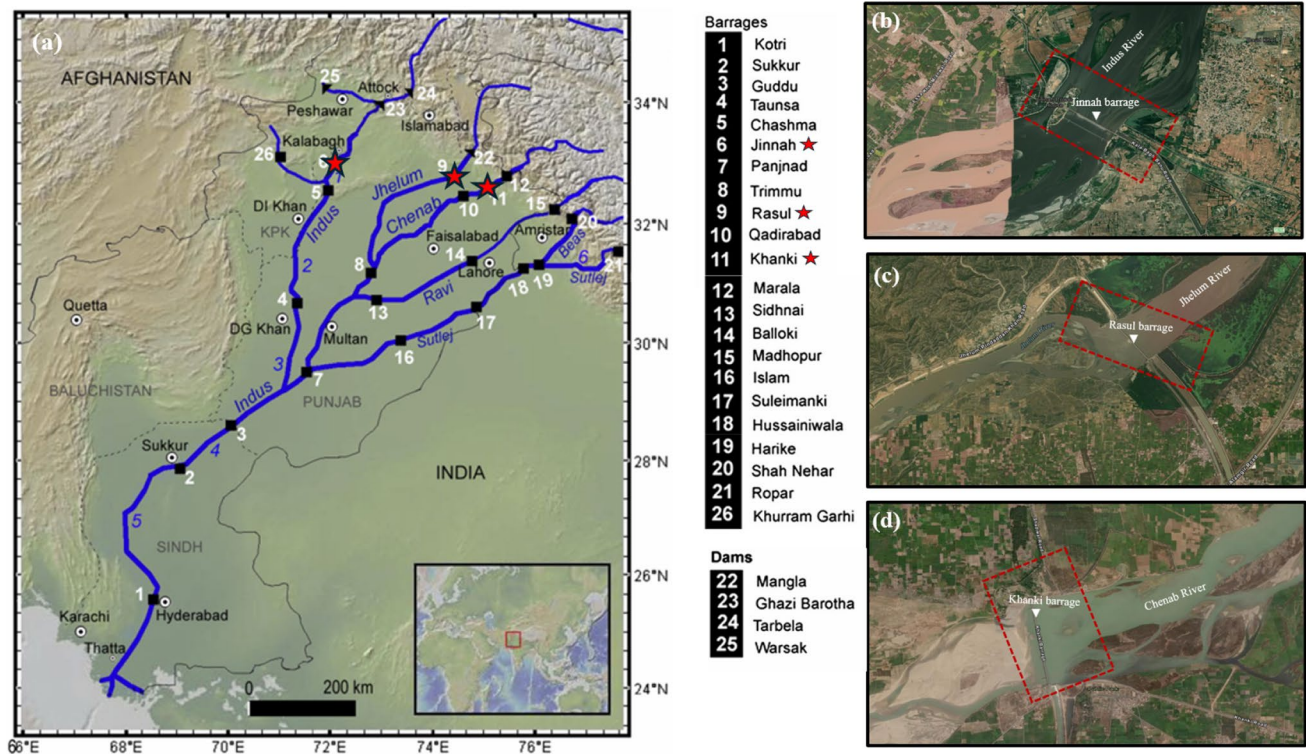 (a)
AFGHANISTAN
25
Attock
24
Peshawar
23
Islamabad
34°N
Kalabagh
26
6
1
22
9
5
Jhelum
12
11
Chenab
10
15
20
DI Khan
Indus
KPK
Faisalabad
Amristar
32°N
Beas
2
8
14
Lahore
6
21
18
19
Sutlej
Ravi
Quetta
4
13
17
DG Khan
Multan
Sutlej
16
30°N
3
7
BALUCHISTAN
Indus
PUNJAB
3
Sukkur
4
28°N
2
INDIA
5
SINDH
26°N
1
Hyderabad
Karachi
Thatta
0 200 km
24°N
66°E 68°E 70°E 72°E 74°E 76°E
Barrages
1 Kotri
2 Sukkur
3 Guddu
4 Taunsa
5 Chashma
6 Jinnah
7 Panjnad
8 Trimmu
9 Rasul
10 Qadirabad
11 Khanki
12 Marala
13 Sidhnai
14 Balloki
15 Madhopur
16 Islam
17 Suleimanki
18 Hussainiwala
19 Harike
20 Shah Nehar
21 Ropar
26 Khurram Garhi
Dams
22 Mangla
23 Ghazi Barotha
24 Tarbela
25 Warsak
(b)
Indus River
Jinnah barrage
(c)
Jhelum River
Rasul barrage
(d)
Khanki barrage
Chenab River